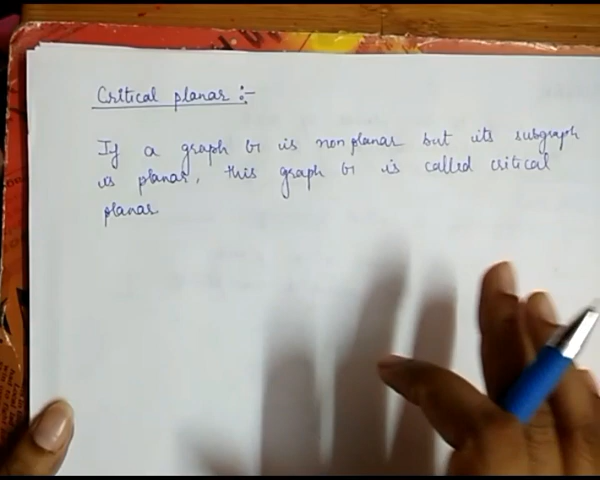 Critical planar :-
If a graph G is nonplanar but its subgraph
is planar, this graph G is called critical
planar